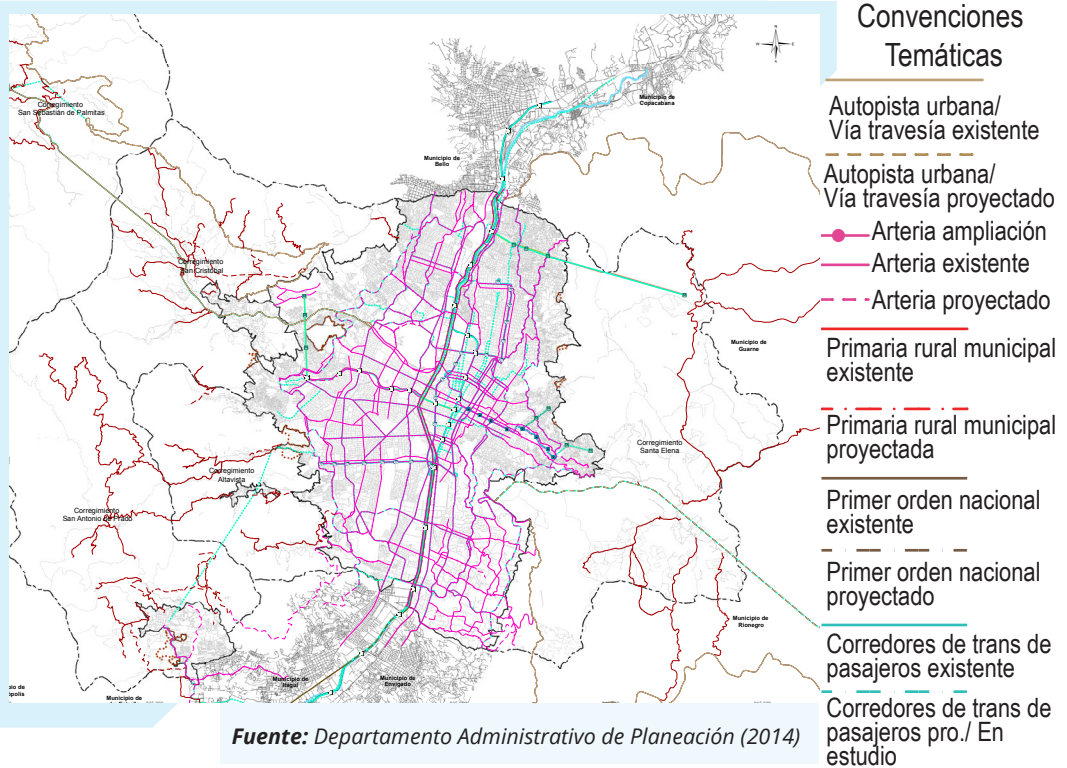 Convenciones
Temáticas
Autopista urbana/
Vía travesía existente
Autopista urbana/
Vía travesía proyectado
Arteria ampliación
Arteria existente
Arteria proyectado
Primaria rural municipal
existente
Primaria rural municipal
proyectada
Primer orden nacional
existente
Primer orden nacional
proyectado
Corredores de trans de
pasajeros existente
Corredores de trans de
pasajeros pro./ En
estudio
Corregimiento
San Sebastián de Palmitas
Municipio de
Copacabana
Municipio de
Bello
Corregimiento
San Cristóbal
Municipio de
Guarne
Corregimiento
Santa Elena
Corregimiento
Altavista
Corregimiento
San Antonio de Prado
Municipio de
Rionegro
Municipio de
Itagüí
Municipio de
Envigado
Municipio de
Fuente: Departamento Administrativo de Planeación (2014)